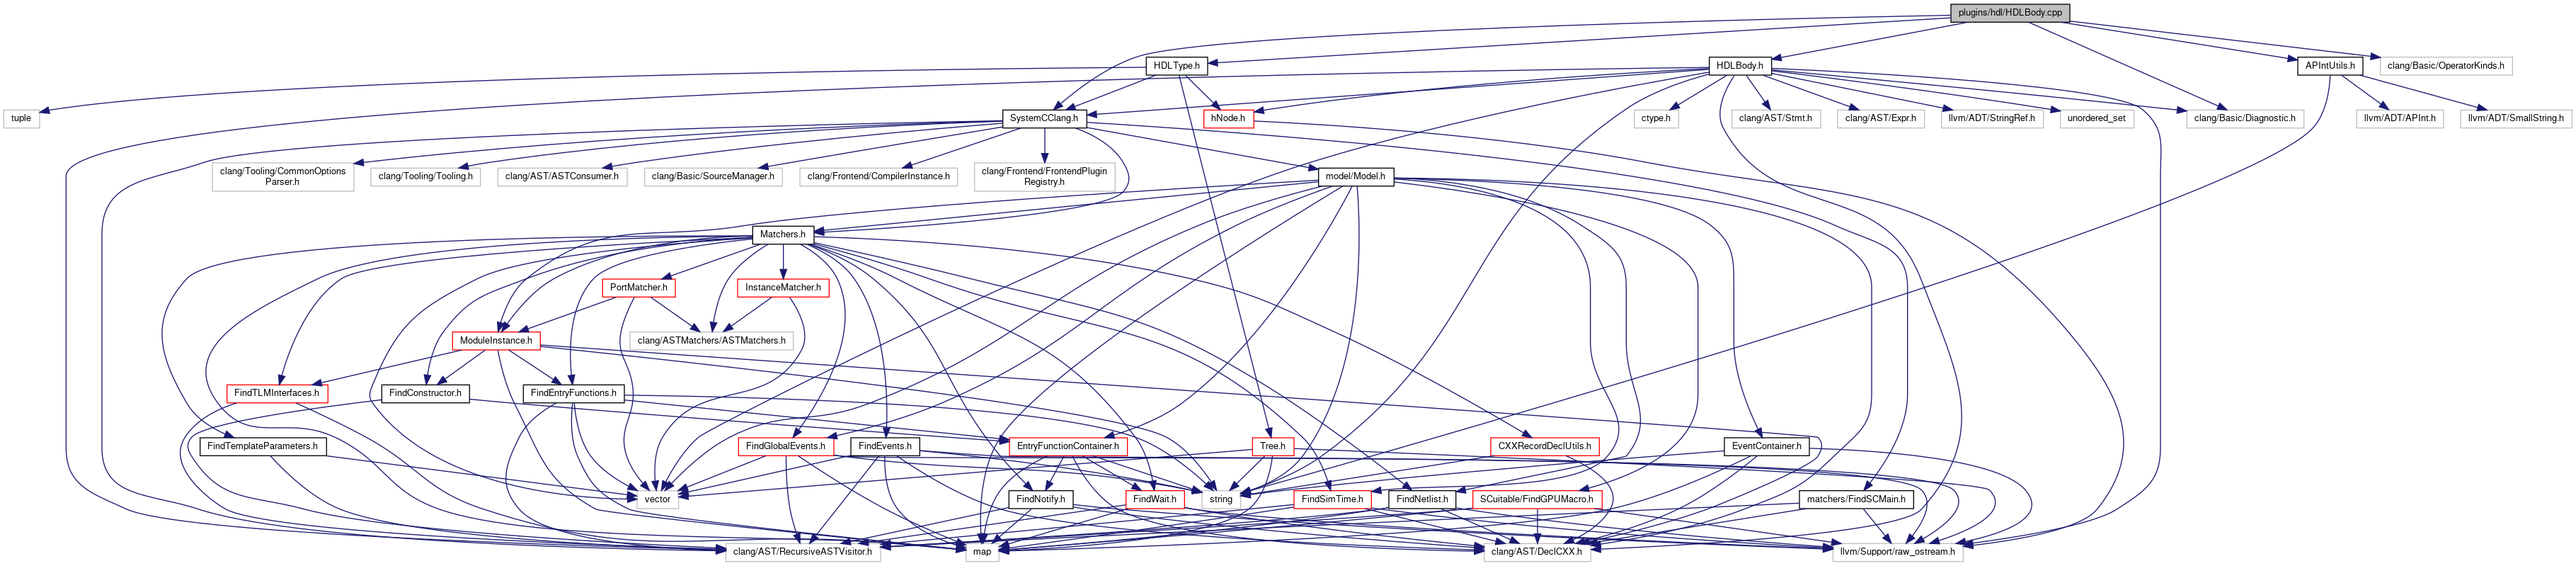 plugins/hdl/HDLBody.cpp
HDLType.h
HDLBody.h
APIntUtils.h
clang/Basic/OperatorKinds.h
tuple
SystemCClang.h
hNode.h
ctype.h
clang/AST/Stmt.h
clang/AST/Expr.h
llvm/ADT/StringRef.h
unordered_set
clang/Basic/Diagnostic.h
llvm/ADT/APInt.h
llvm/ADT/SmallString.h
clang/Tooling/CommonOptions
Parser.h
clang/Tooling/Tooling.h
clang/AST/ASTConsumer.h
clang/Basic/SourceManager.h
clang/Frontend/CompilerInstance.h
clang/Frontend/FrontendPlugin
Registry.h
model/Model.h
Matchers.h
PortMatcher.h
InstanceMatcher.h
ModuleInstance.h
clang/ASTMatchers/ASTMatchers.h
FindTLMInterfaces.h
FindConstructor.h
FindEntryFunctions.h
FindTemplateParameters.h
FindGlobalEvents.h
FindEvents.h
EntryFunctionContainer.h
Tree.h
CXXRecordDeclUtils.h
EventContainer.h
vector
FindNotify.h
FindWait.h
string
FindSimTime.h
FindNetlist.h
SCuitable/FindGPUMacro.h
matchers/FindSCMain.h
clang/AST/RecursiveASTVisitor.h
map
clang/AST/DeclCXX.h
llvm/Support/raw_ostream.h